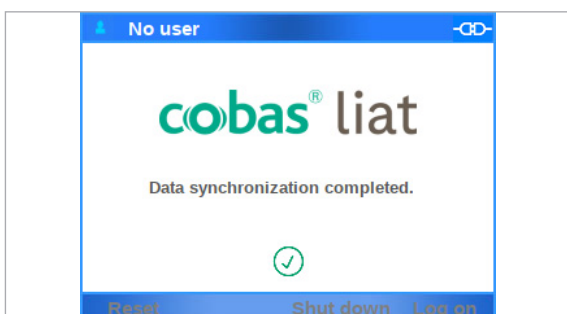 No user
cobas® liat
Data synchronization completed.
Reset Shut down Log on